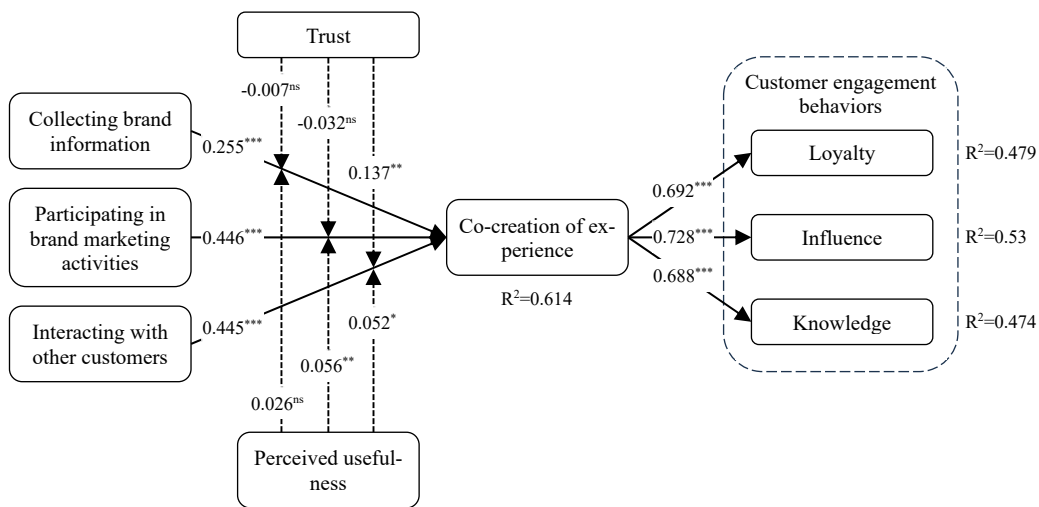 Trust
-0.007ns
-0.032ns
0.137**
Collecting brand
information
0.255***
Participating in
brand marketing
activities
0.446***
Interacting with
other customers
0.445***
0.052*
0.056**
0.026ns
Perceived useful-
ness
Co-creation of ex-
perience
R2=0.614
0.692***
0.728***
0.688***
Customer engagement
behaviors
Loyalty
R2=0.479
Influence
R2=0.53
Knowledge
R2=0.474